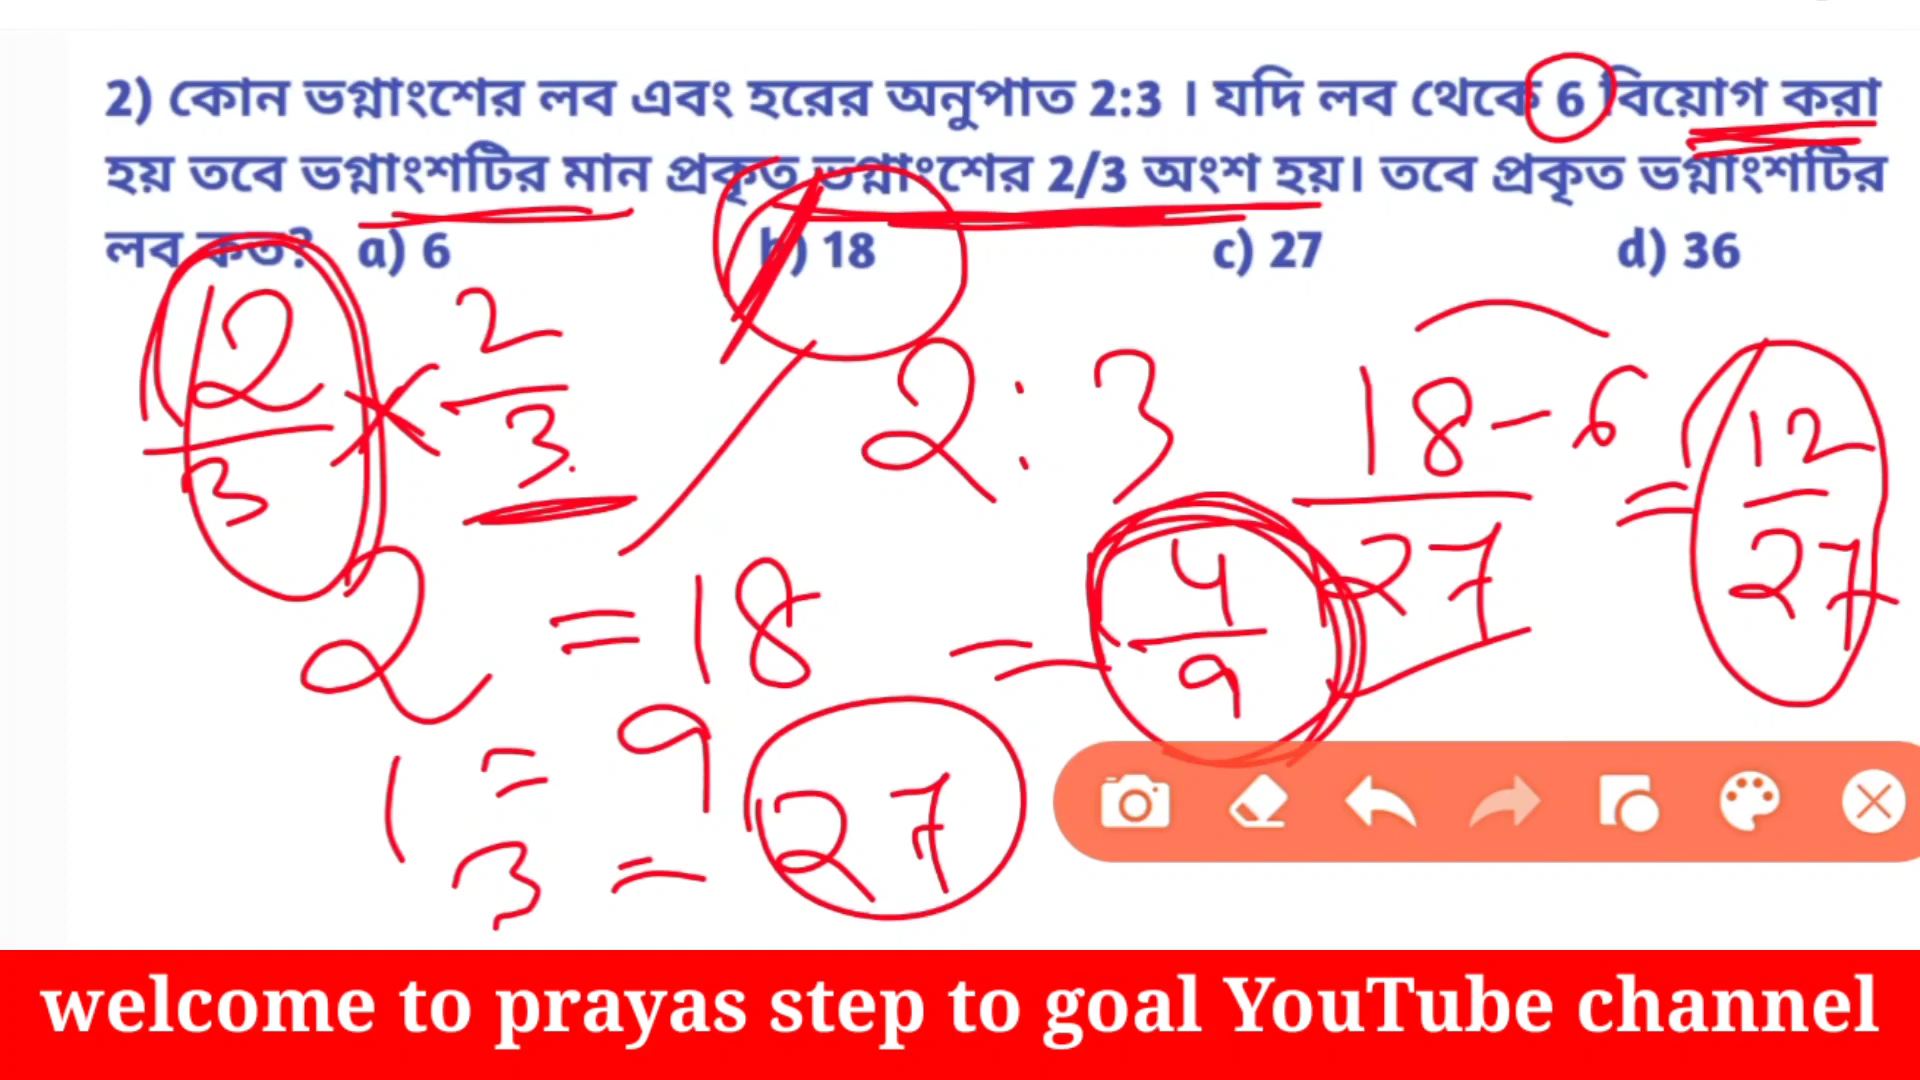 2) কোন ভগ্নাংশের লব এবং হরের অনুপাত 2:3 । যদি লব থেকে 6 বিয়োগ করা
হয় তবে ভগ্নাংশটির মান প্রকৃত ভগ্নাংশের 2/3 অংশ হয়। তবে প্রকৃত ভগ্নাংশটির
লব কত? a) 6 b) 18 c) 27 d) 36
2/3 × 2/3
2 : 3
18-6/27 = 12/27
2 = 18
= 4/9
1 = 9
3 = 27
welcome to prayas step to goal YouTube channel